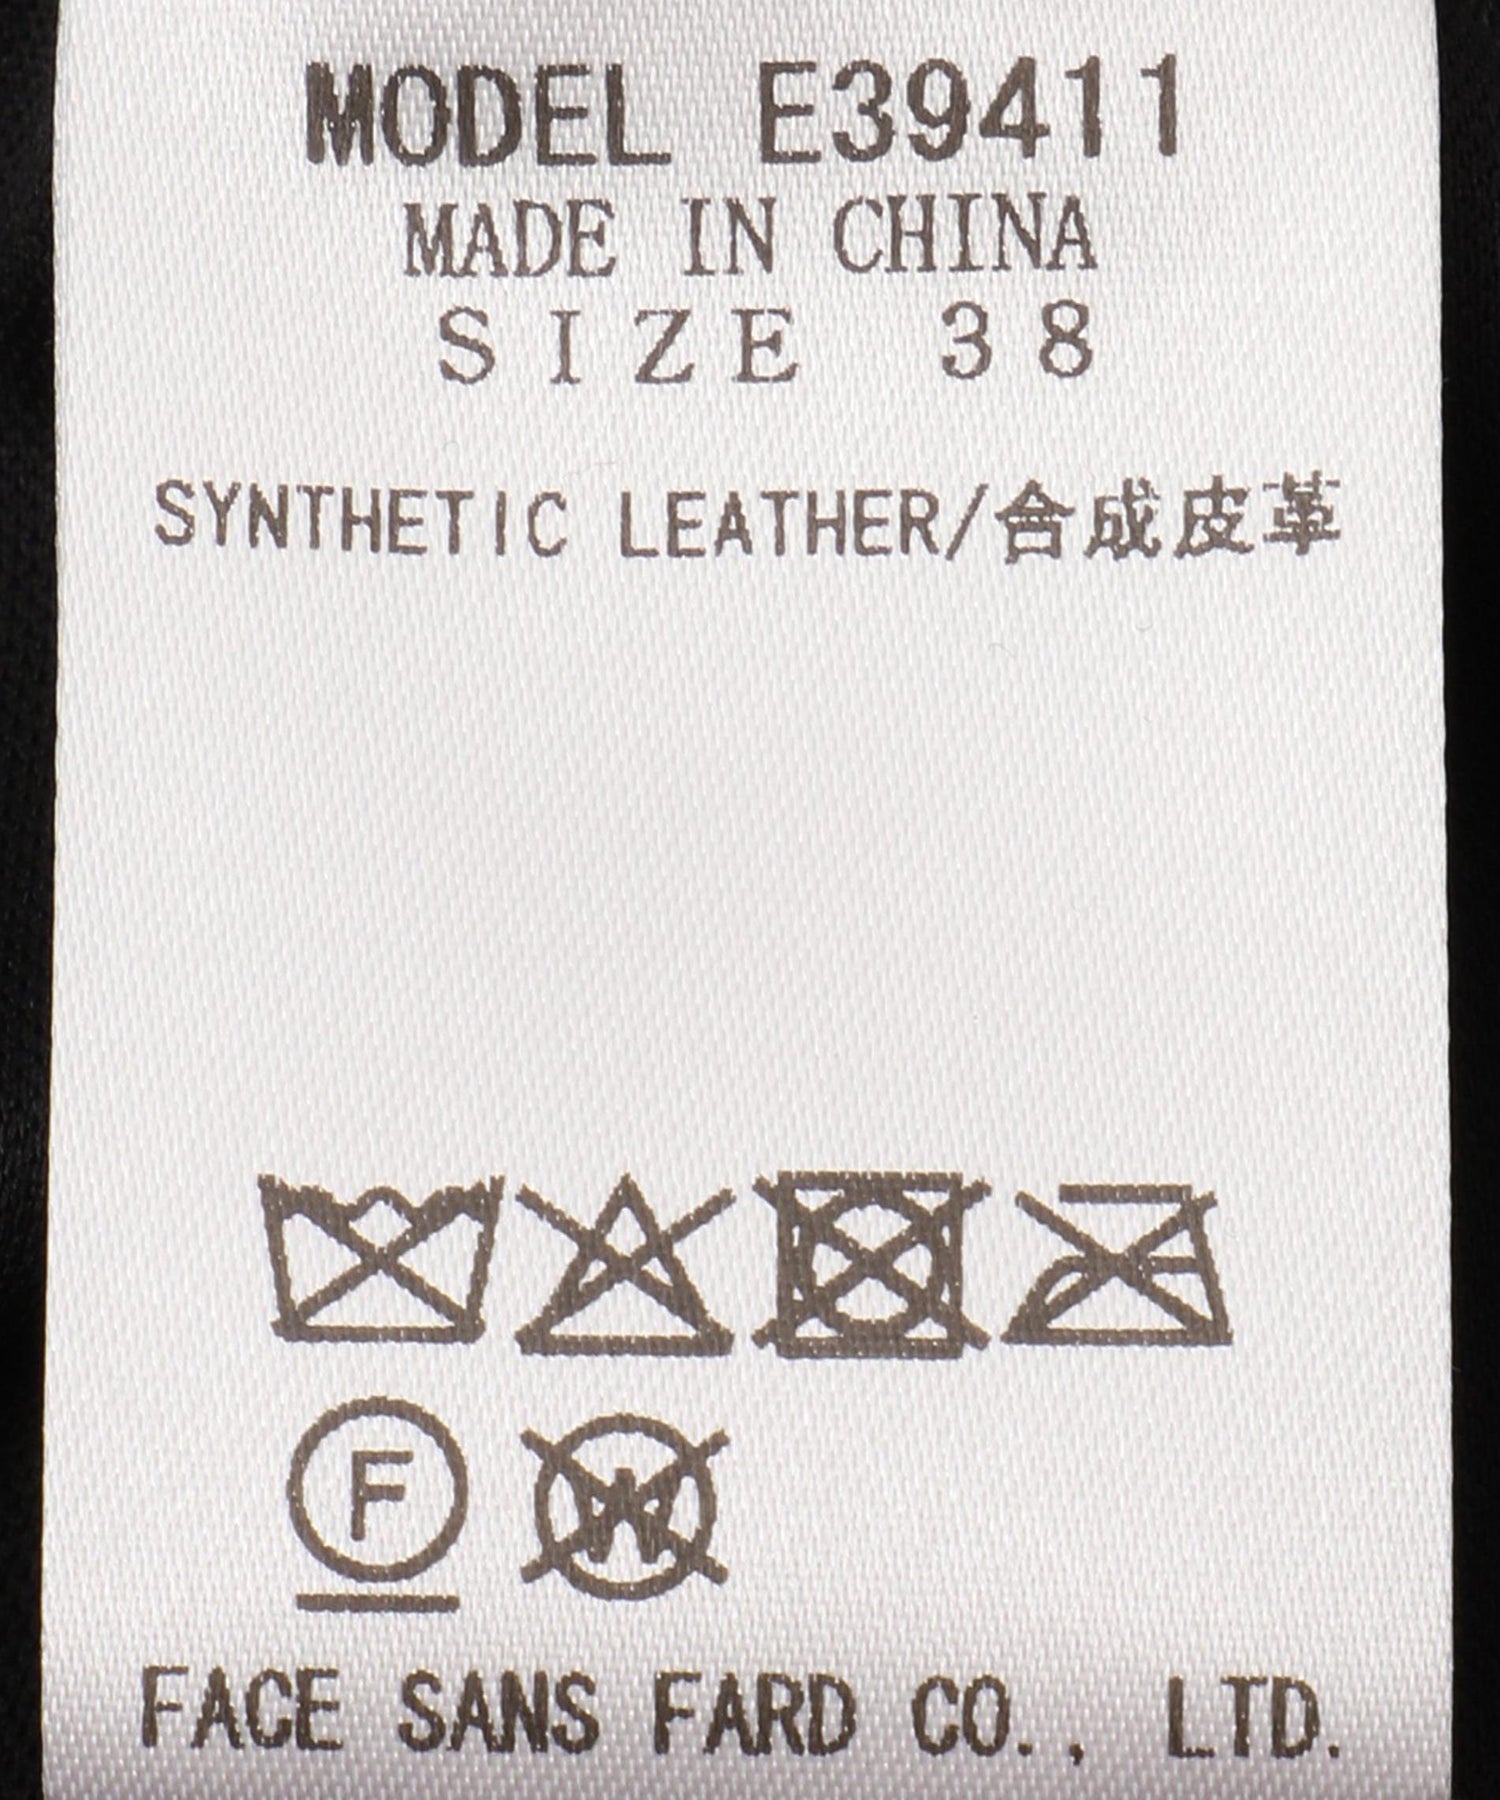 MODEL E39411
MADE IN CHINA
SIZE 38
SYNTHETIC LEATHER/合成皮革
F W
FACE SANS FARD CO., LTD.